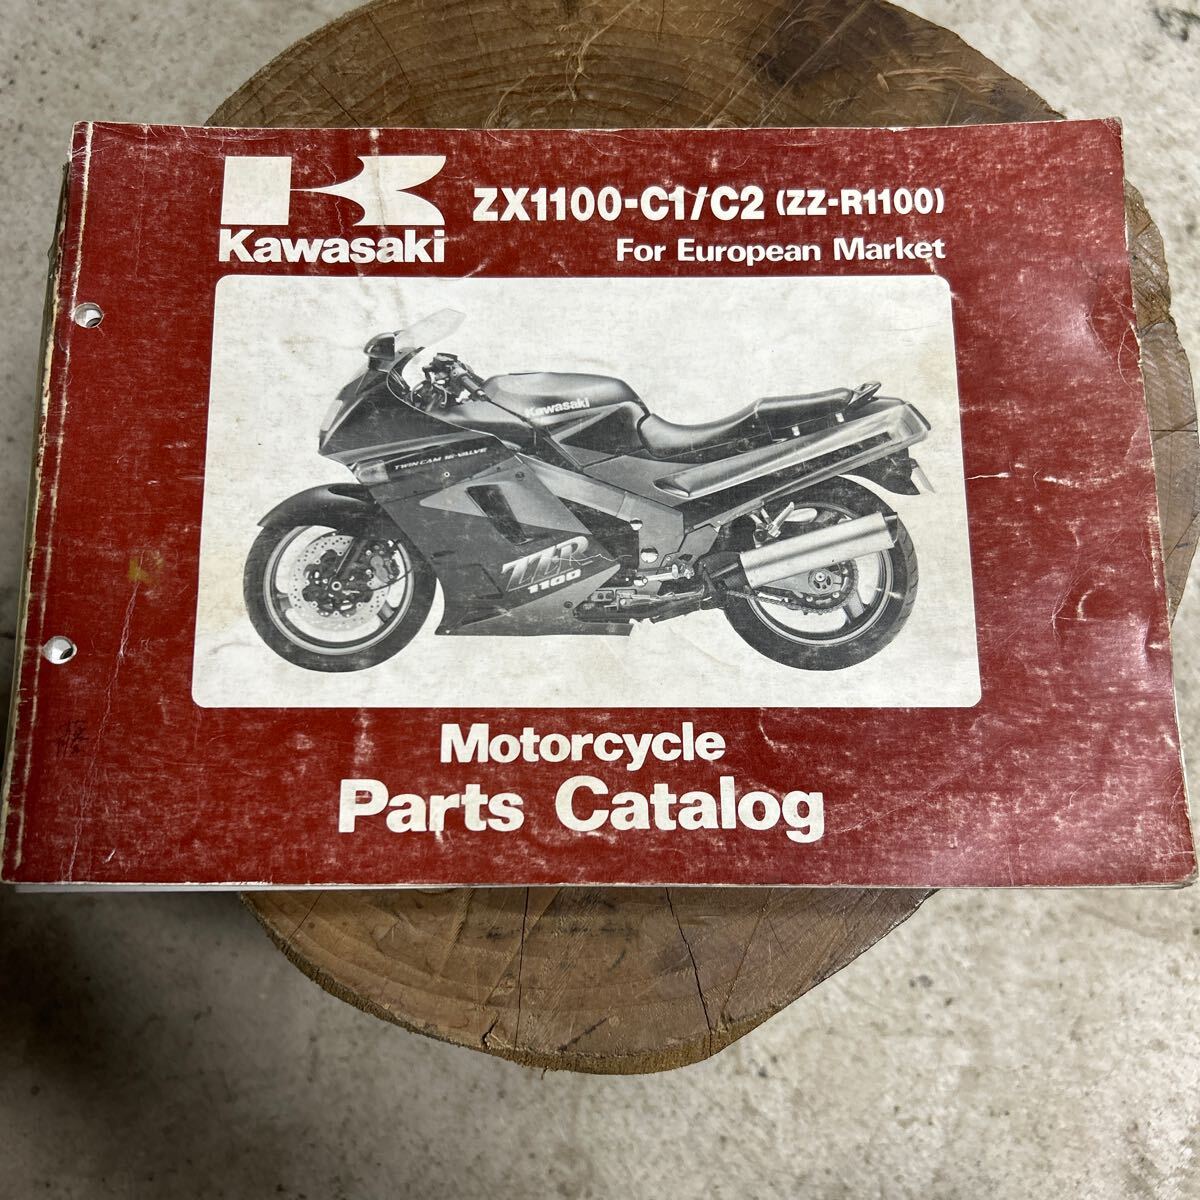 ZX1100-C1/C2 (ZZ-R1100)
Kawasaki
For European Market
Kawasaki
TWIN CAM 16-VALVE
ZZR
1100
Motorcycle
Parts Catalog